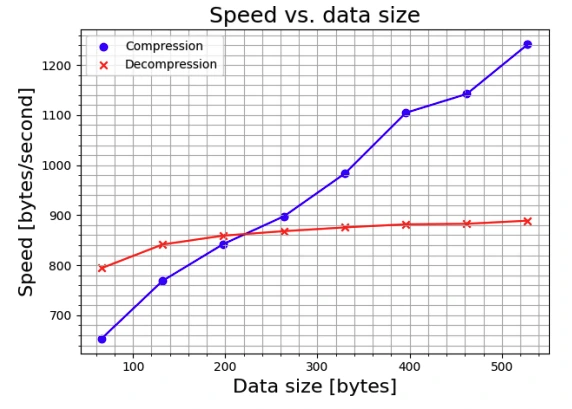 Speed vs. data size
Compression
Decompression
1200
1100
1000
900
800
700
Speed [bytes/second]
100 200 300 400 500
Data size [bytes]